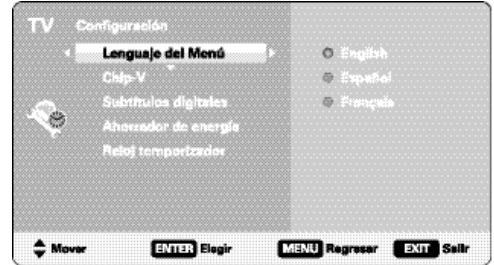 TV Configuración
Lenguaje del Menú
Chip-V
Subtítulos digitales
Ahorrador de energía
Reloj temporizador
English
Español
Français
Mover ENTER Elegir MENU Regresar EXIT Salir